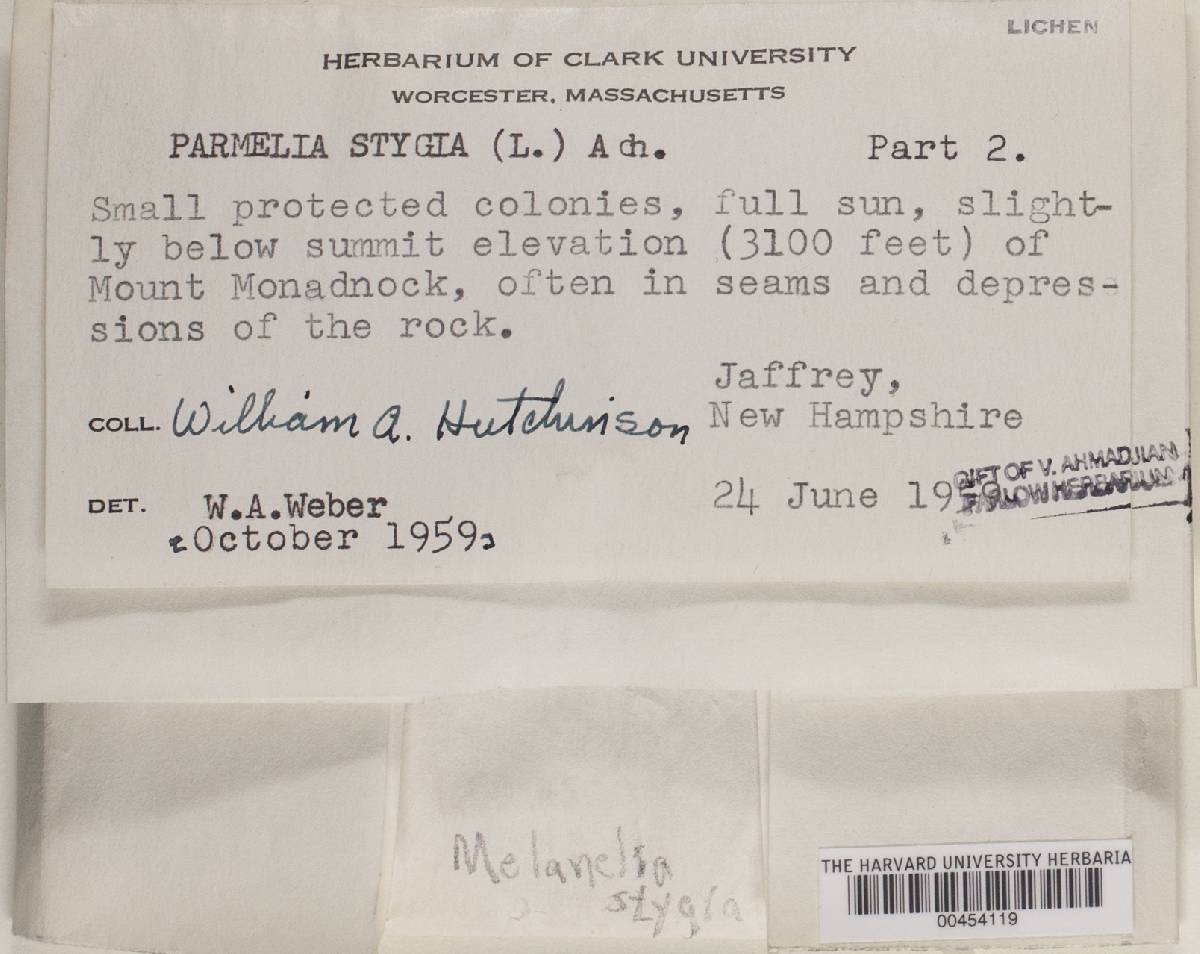 LICHEN
HERBARIUM OF CLARK UNIVERSITY
WORCESTER, MASSACHUSETTS
PARMELIA STYGIA (L.) Ach. Part 2.
Small protected colonies, full sun, slight-
ly below summit elevation (3100 feet) of
Mount Monadnock, often in seams and depres-
sions of the rock.
Jaffrey,
COLL. William A. Hutchinson New Hampshire
24 June 1959
GIFT OF V. AHMADJIAN
FARLOW HERBARIUM
DET. W.A.Weber
October 1959
Melanelia
stygia
THE HARVARD UNIVERSITY HERBARIA
00454119